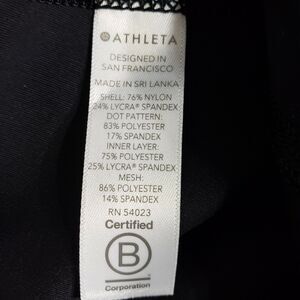 ATHLETA
DESIGNED IN
SAN FRANCISCO
MADE IN SRI LANKA
SHELL: 76% NYLON
24% LYCRA® SPANDEX
DOT PATTERN:
83% POLYESTER
17% SPANDEX
INNER LAYER:
75% POLYESTER
25% LYCRA® SPANDEX
MESH:
86% POLYESTER
14% SPANDEX
RN 54023
Certified
B
Corporation